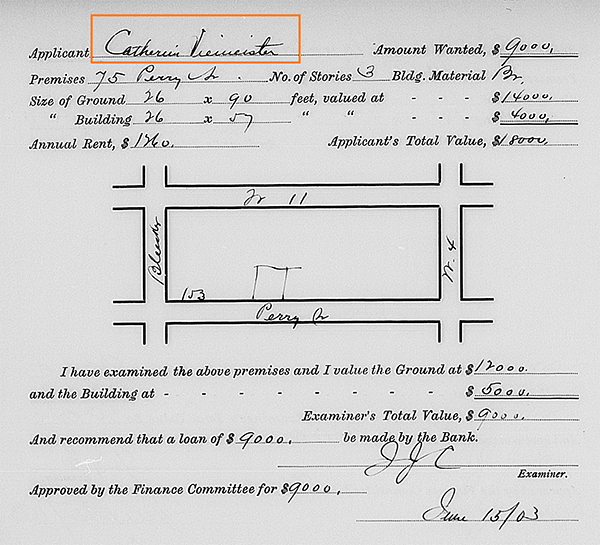 Applicant Catherin Viemeister Amount Wanted, $ 9000.
Premises 75 Perry St. No. of Stories 3 Bldg. Material Br.
Size of Ground 26 x 90 feet, valued at - - - $14000.
" Building 26 x 57 " " - - - $ 4000.
Annual Rent, $ 1260. Applicant's Total Value, $18000
W 11
Bleecker
W. 4
153
Perry St
I have examined the above premises and I value the Ground at $12000.
and the Building at - - - - - - - - $ 5000.
Examiner's Total Value, $9000.
And recommend that a loan of $ 9000. be made by the Bank.
J J C
Examiner.
Approved by the Finance Committee for $9000.
June 15/03